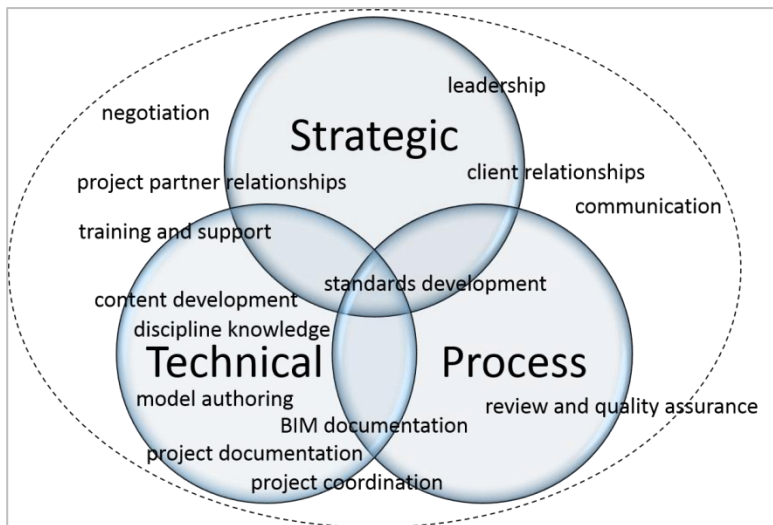 leadership
negotiation
Strategic
client relationships
project partner relationships
communication
training and support
standards development
content development
discipline knowledge
Technical
Process
model authoring
review and quality assurance
BIM documentation
project documentation
project coordination